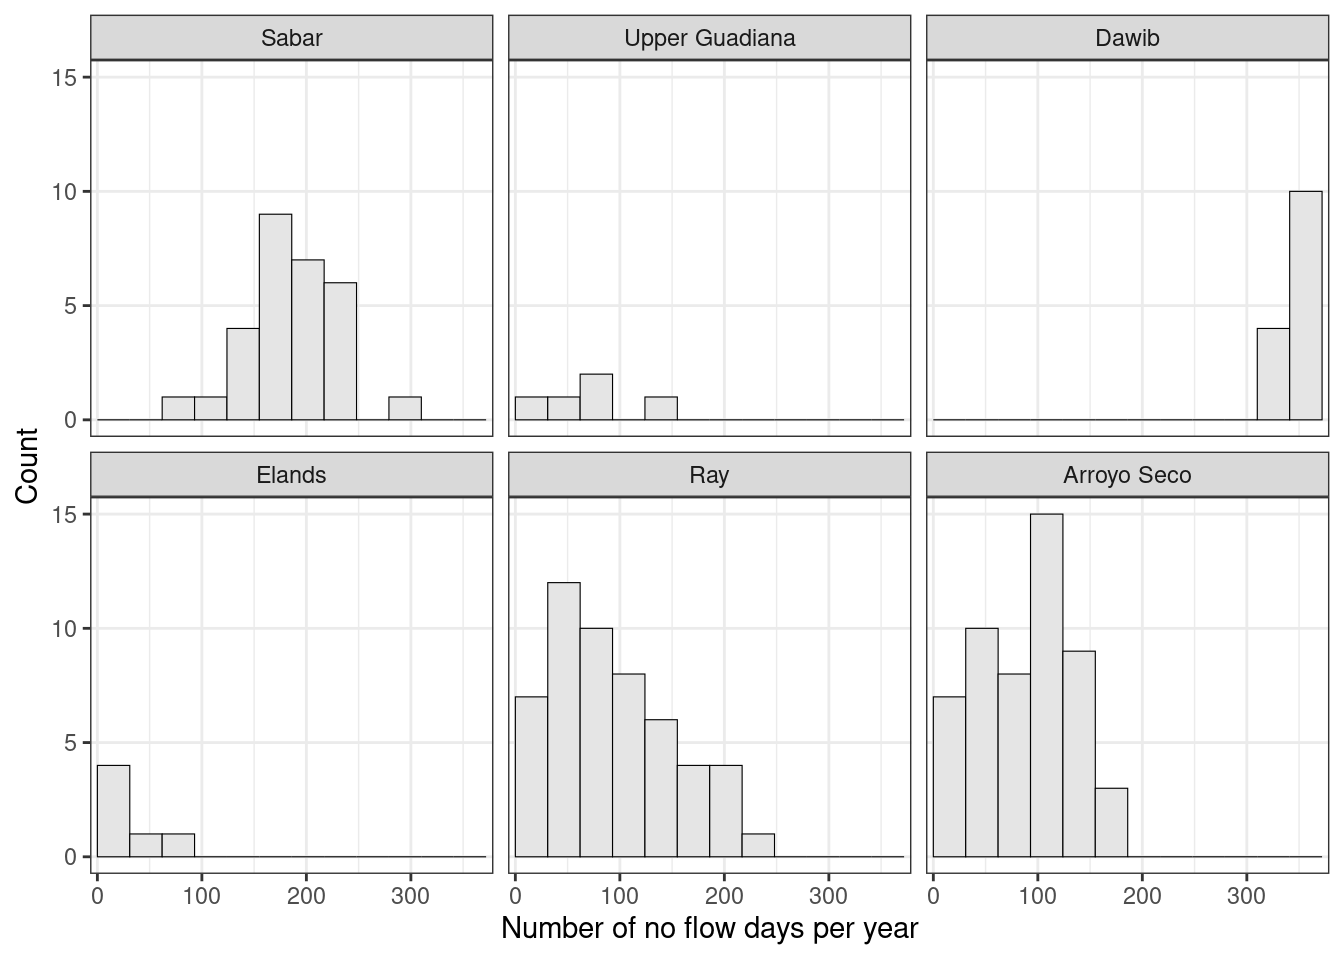 Sabar
Upper Guadiana
Dawib
15
10
5
0
Elands
Ray
Arroyo Seco
15
10
5
0
0 100 200 300
0 100 200 300
0 100 200 300
Number of no flow days per year
Count